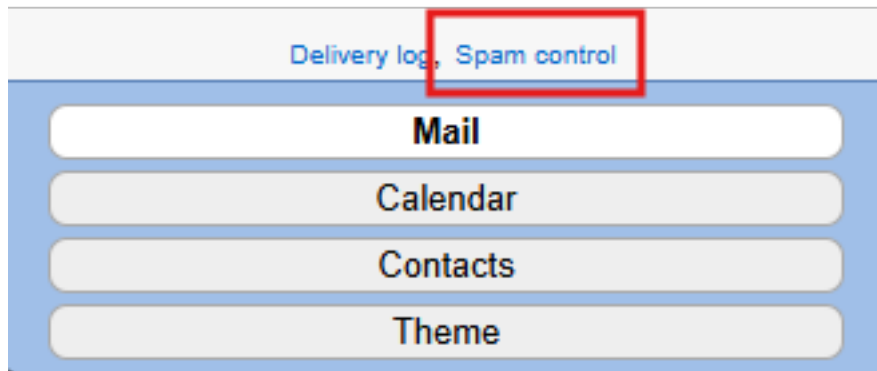 Delivery log, Spam control
Mail
Calendar
Contacts
Theme